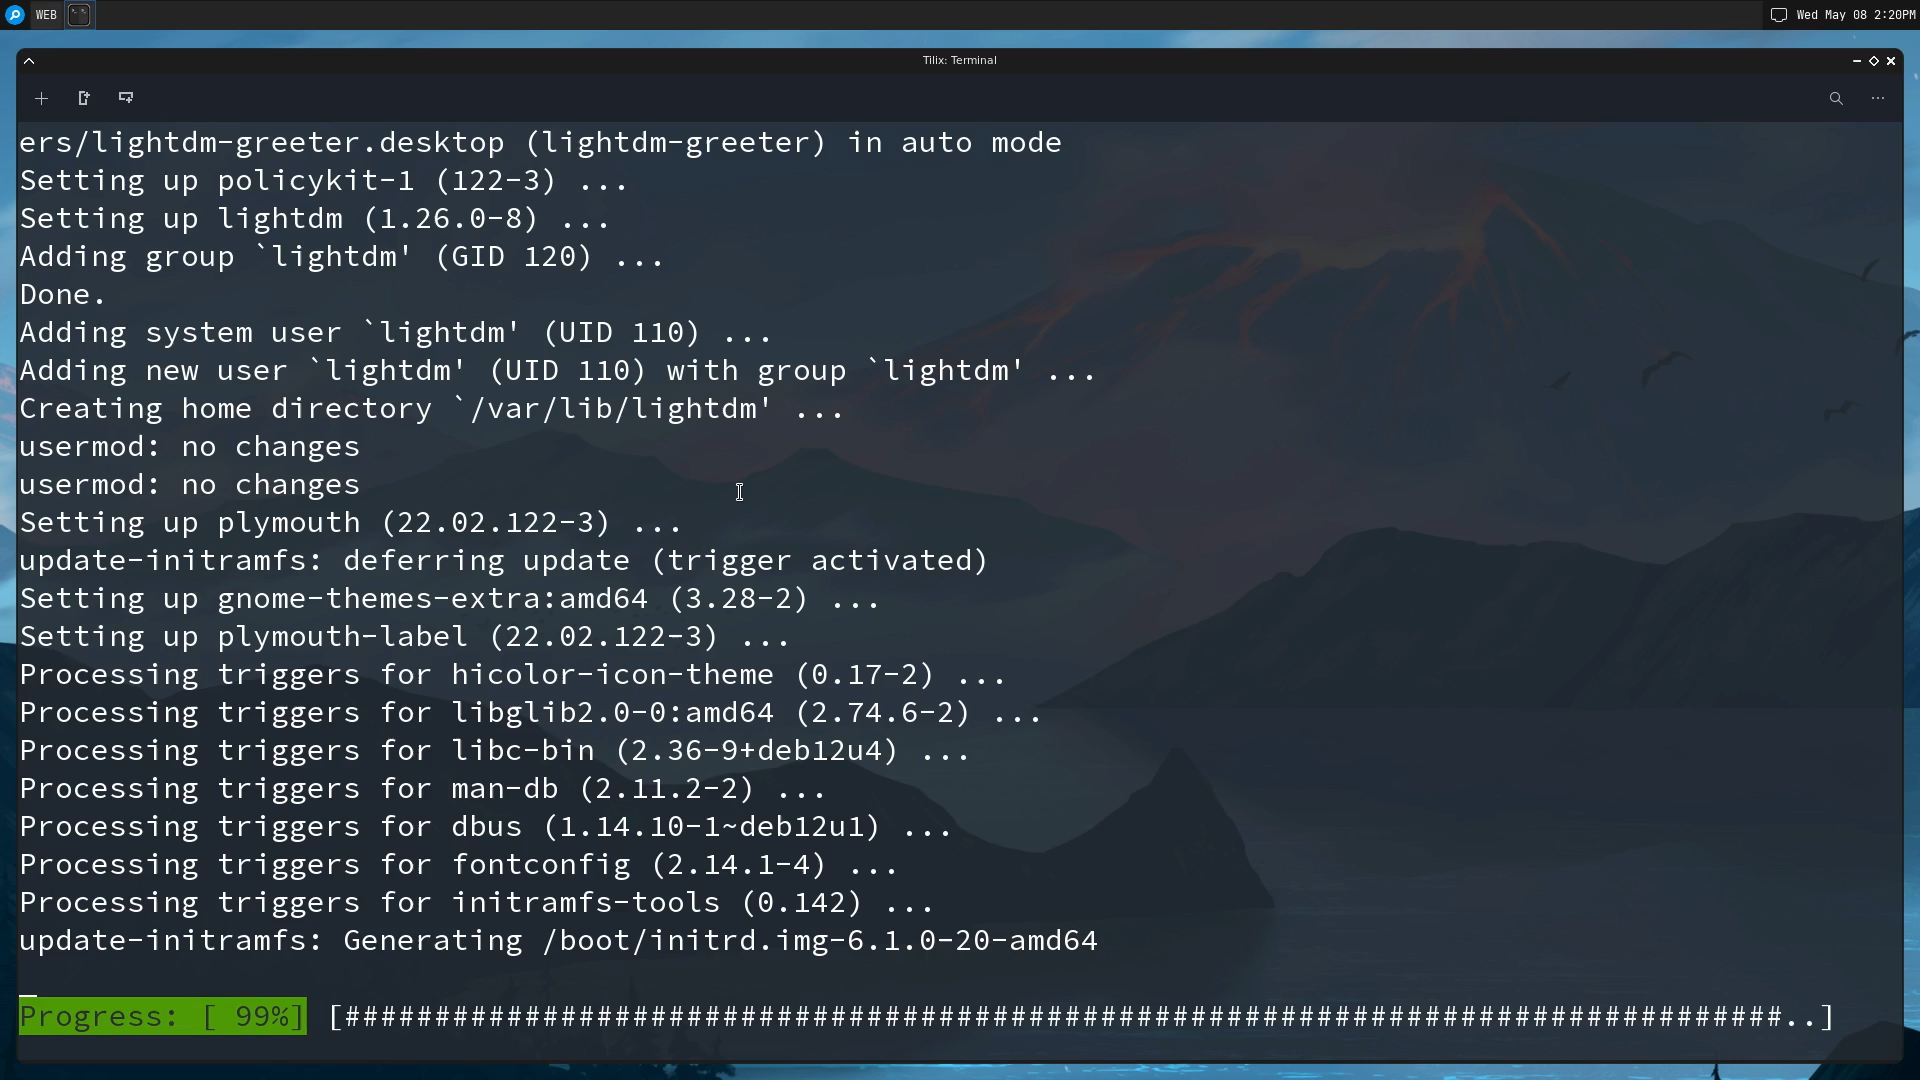 WEB
Wed May 08 2:20PM
Tilix: Terminal
ers/lightdm-greeter.desktop (lightdm-greeter) in auto mode
Setting up policykit-1 (122-3) ...
Setting up lightdm (1.26.0-8) ...
Adding group `lightdm' (GID 120) ...
Done.
Adding system user `lightdm' (UID 110) ...
Adding new user `lightdm' (UID 110) with group `lightdm' ...
Creating home directory `/var/lib/lightdm' ...
usermod: no changes
usermod: no changes
Setting up plymouth (22.02.122-3) ...
update-initramfs: deferring update (trigger activated)
Setting up gnome-themes-extra:amd64 (3.28-2) ...
Setting up plymouth-label (22.02.122-3) ...
Processing triggers for hicolor-icon-theme (0.17-2) ...
Processing triggers for libglib2.0-0:amd64 (2.74.6-2) ...
Processing triggers for libc-bin (2.36-9+deb12u4) ...
Processing triggers for man-db (2.11.2-2) ...
Processing triggers for dbus (1.14.10-1~deb12u1) ...
Processing triggers for fontconfig (2.14.1-4) ...
Processing triggers for initramfs-tools (0.142) ...
update-initramfs: Generating /boot/initrd.img-6.1.0-20-amd64
Progress: [ 99%] [################################################################################..]